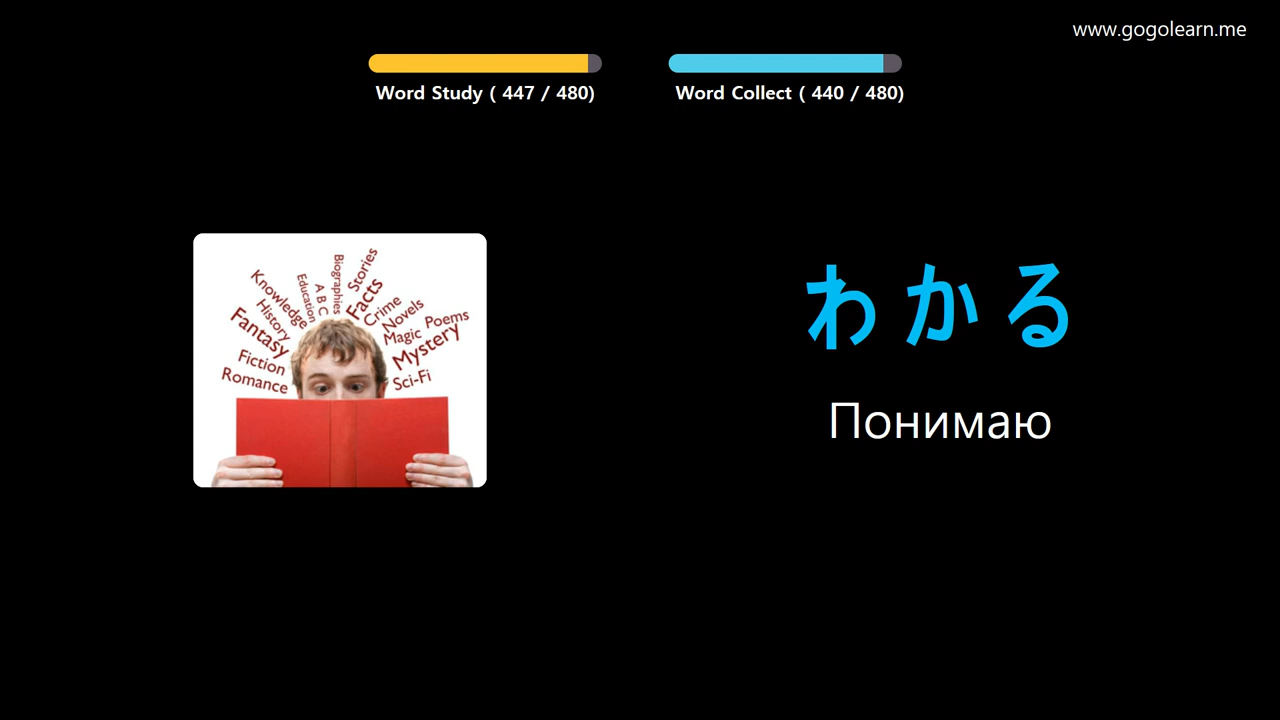 www.gogolearn.me
Word Study ( 447 / 480)
Word Collect ( 440 / 480)
Stories
Biographies
Facts
A B C
Education
Knowledge
Crime
History
Novels
Fantasy
Poems
Magic
Mystery
Fiction
Romance
Sci-Fi
わかる
Понимаю